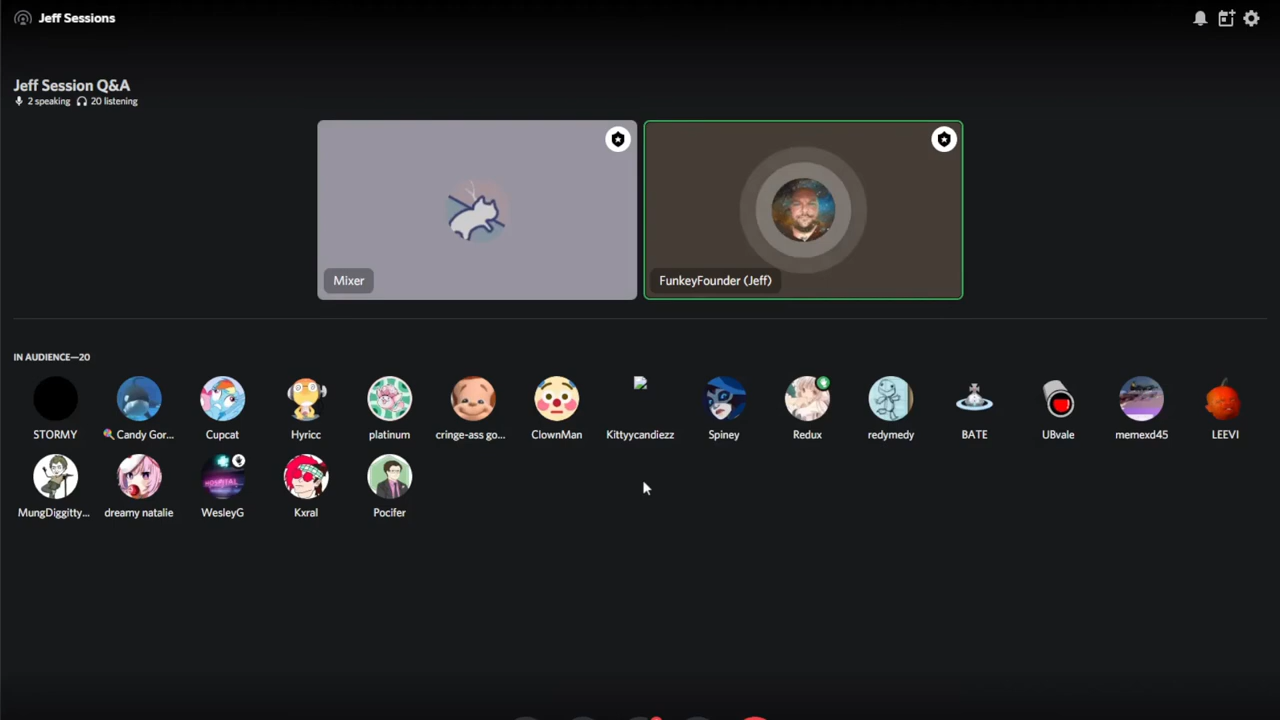 Jeff Sessions
Jeff Session Q&A
2 speaking 20 listening
Mixer
FunkeyFounder (Jeff)
IN AUDIENCE—20
STORMY
Candy Gor...
Cupcat
Hyricc
platinum
cringe-ass go...
ClownMan
Kittyycandiezz
Spiney
Redux
redymedy
BATE
UBvale
memexd45
LEEVI
MungDiggitty...
dreamy natalie
WesleyG
Kxral
Pocifer
HOSPITAL